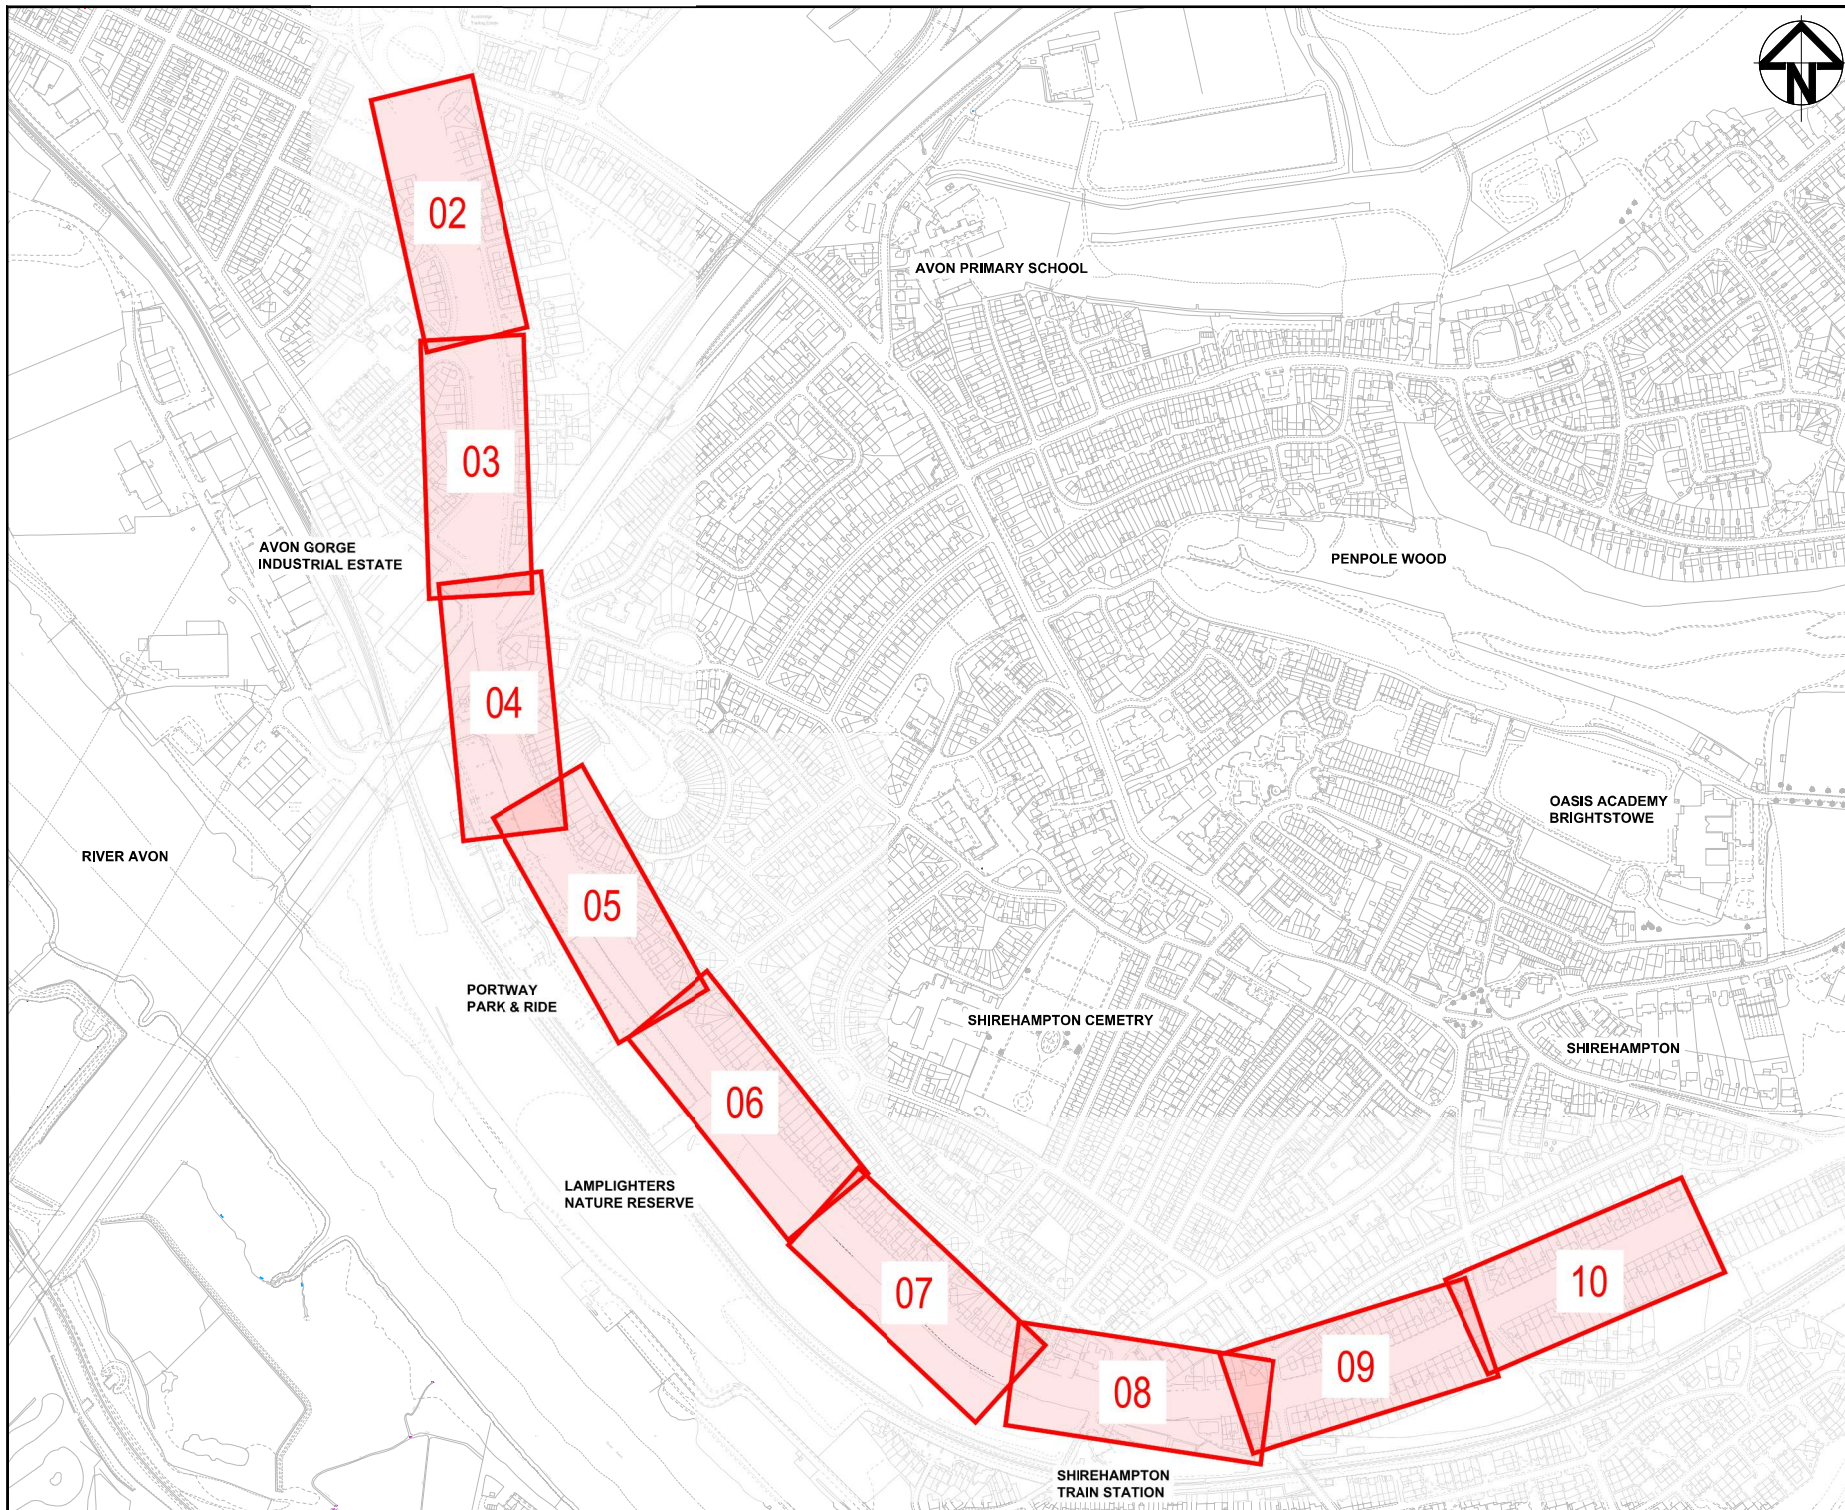 N
02
AVON PRIMARY SCHOOL
03
AVON GORGE
INDUSTRIAL ESTATE
PENPOLE WOOD
04
OASIS ACADEMY
BRIGHTSTOWE
RIVER AVON
05
PORTWAY
PARK & RIDE
SHIREHAMPTON CEMETRY
SHIREHAMPTON
06
LAMPLIGHTERS
NATURE RESERVE
07
10
09
08
SHIREHAMPTON
TRAIN STATION